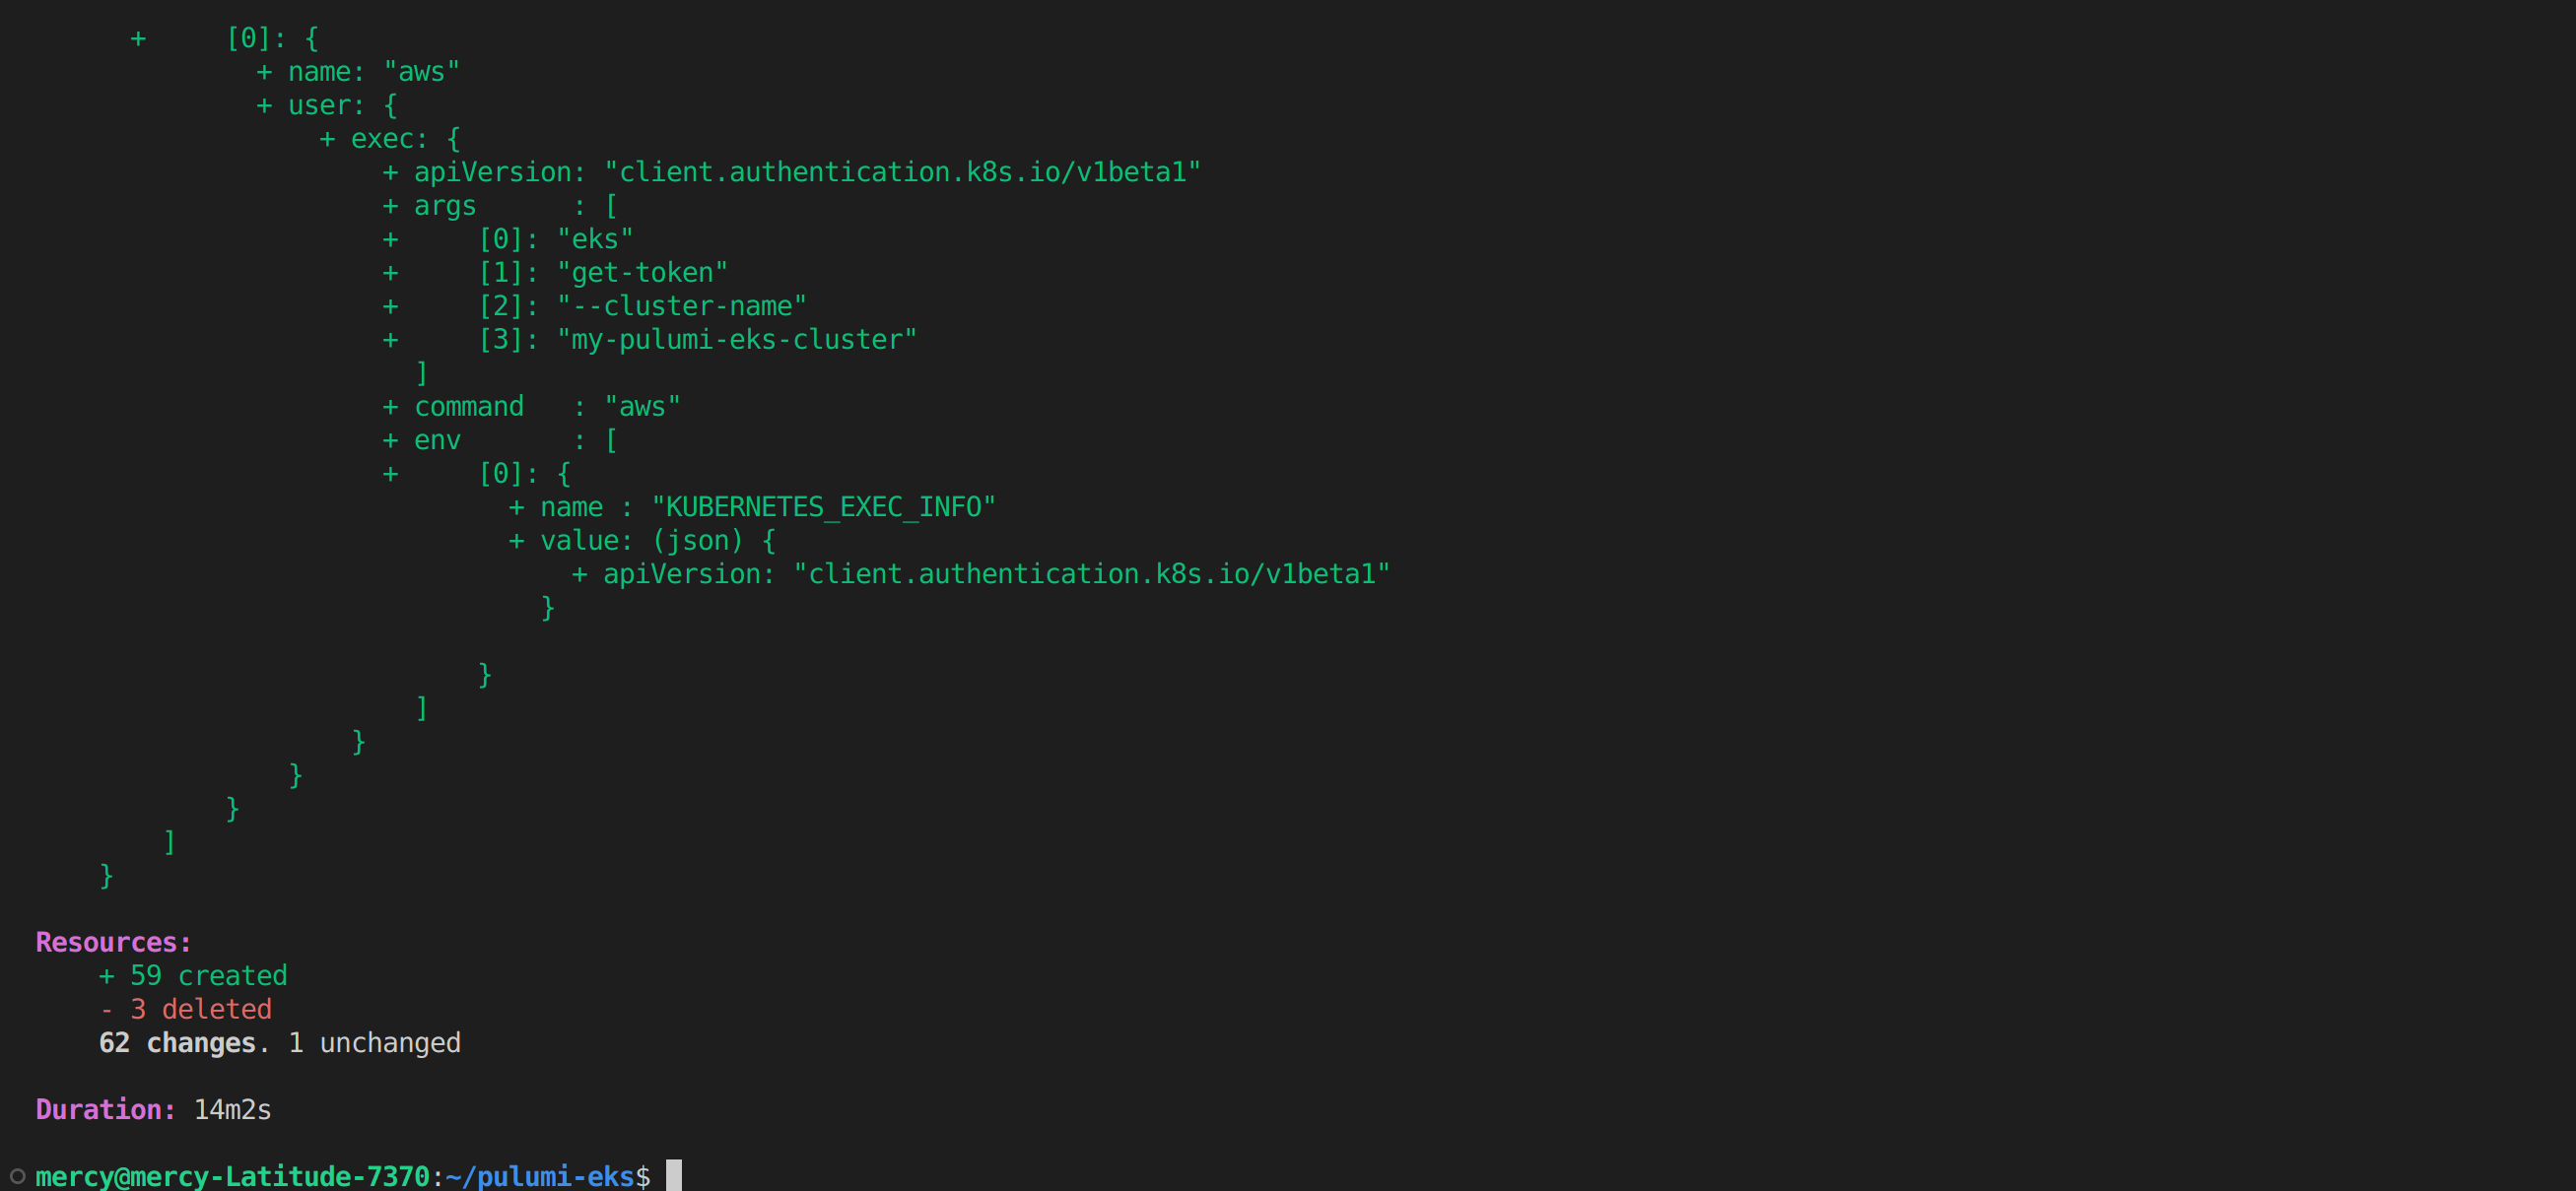 +     [0]: {
+ name: "aws"
+ user: {
+ exec: {
+ apiVersion: "client.authentication.k8s.io/v1beta1"
+ args      : [
+     [0]: "eks"
+     [1]: "get-token"
+     [2]: "--cluster-name"
+     [3]: "my-pulumi-eks-cluster"
]
+ command   : "aws"
+ env       : [
+     [0]: {
+ name : "KUBERNETES_EXEC_INFO"
+ value: (json) {
+ apiVersion: "client.authentication.k8s.io/v1beta1"
}
}
]
}
}
}
]
}
Resources:
+ 59 created
- 3 deleted
62 changes. 1 unchanged
Duration: 14m2s
mercy@mercy-Latitude-7370:~/pulumi-eks$